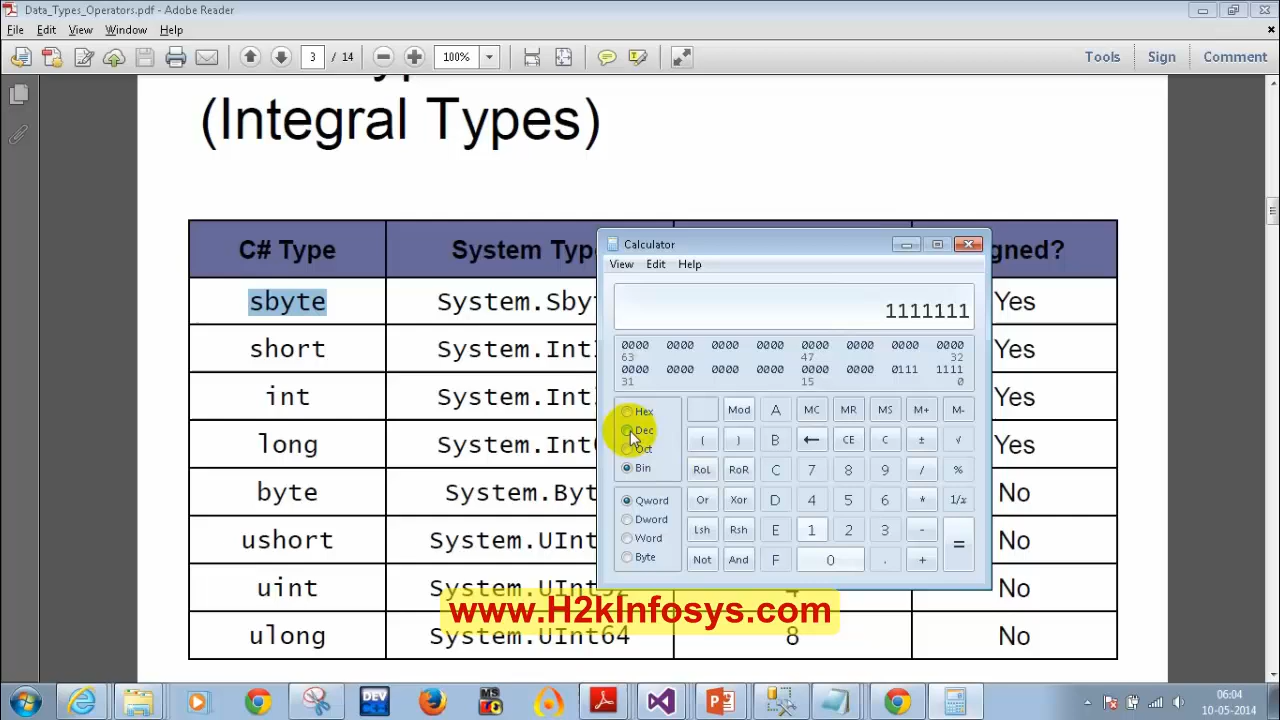 Data_Types_Operators.pdf - Adobe Reader
File Edit View Window Help
3 / 14 100% Tools Sign Comment
(Integral Types)
C# Type System Typ gned?
sbyte System.Sby Yes
short System.Int Yes
int System.Int Yes
long System.Int Yes
byte System.Byt No
ushort System.UInt No
uint System.UInt32 4 No
ulong System.UInt64 8 No
Calculator
View Edit Help
1111111
0000 0000 0000 0000 0000 0000 0000 0000
63 47 32
0000 0000 0000 0000 0000 0000 0111 1111
31 15 0
Hex Mod A MC MR MS M+ M-
Dec ( ) B ← CE C ± √
Oct
Bin RoL RoR C 7 8 9 / %
Qword Or Xor D 4 5 6 * 1/x
Dword Lsh Rsh E 1 2 3 - =
Word
Byte Not And F 0 . +
www.H2kInfosys.com
DEV
MS
06:04
10-05-2014